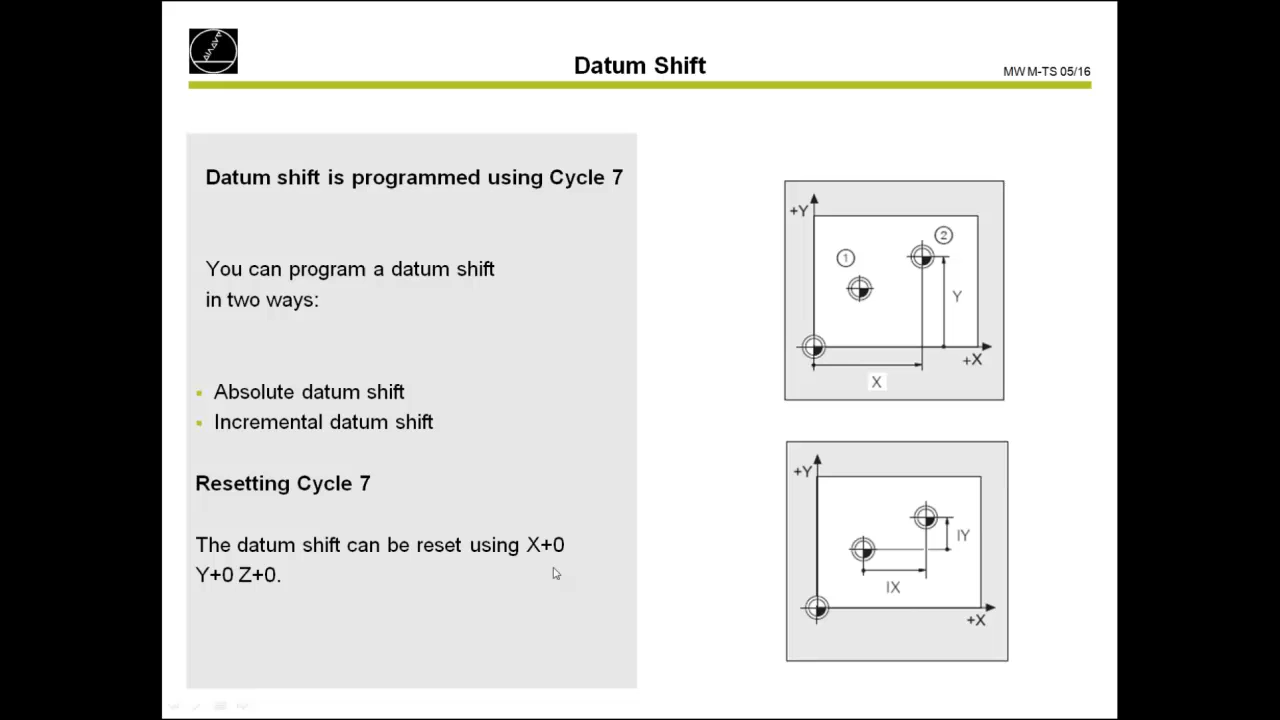 Datum Shift
MW M-TS 05/16
Datum shift is programmed using Cycle 7
You can program a datum shift
in two ways:
Absolute datum shift
Incremental datum shift
Resetting Cycle 7
The datum shift can be reset using X+0
Y+0 Z+0.
+Y
2
1
Y
+X
X
+Y
IY
IX
+X